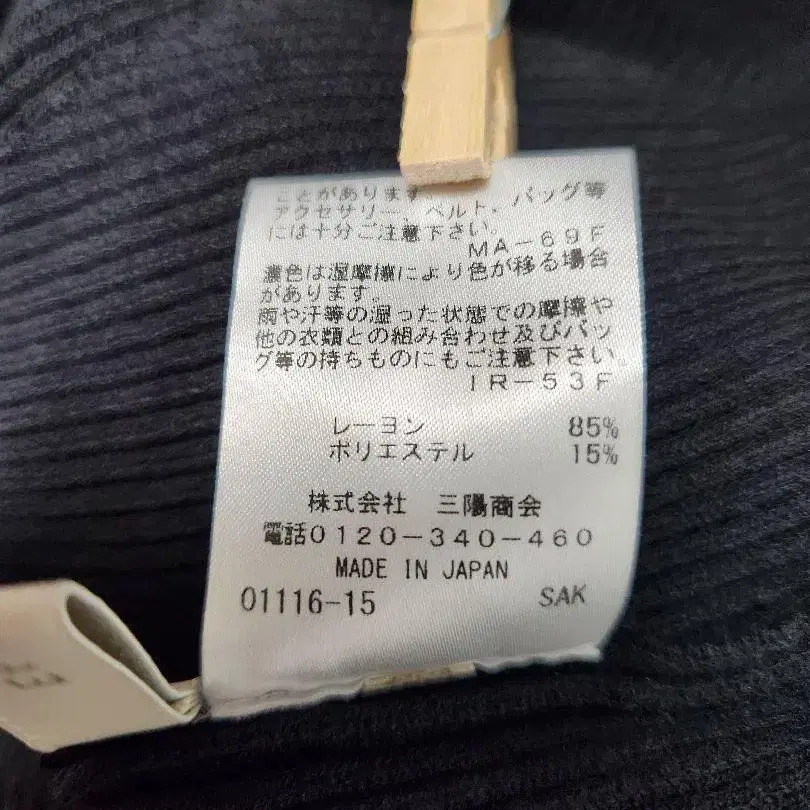 ことがあります
アクセサリー、ベルト、バッグ等
には十分ご注意下さい。
MA-69F
濃色は湿摩擦により色が移る場合
があります。
雨や汗等の湿った状態での摩擦や
他の衣類との組み合わせ及びバッ
グ等の持ちものにもご注意下さい。
IR-53F
レーヨン 85%
ポリエステル 15%
株式会社 三陽商会
電話0120-340-460
MADE IN JAPAN
01116-15 SAK